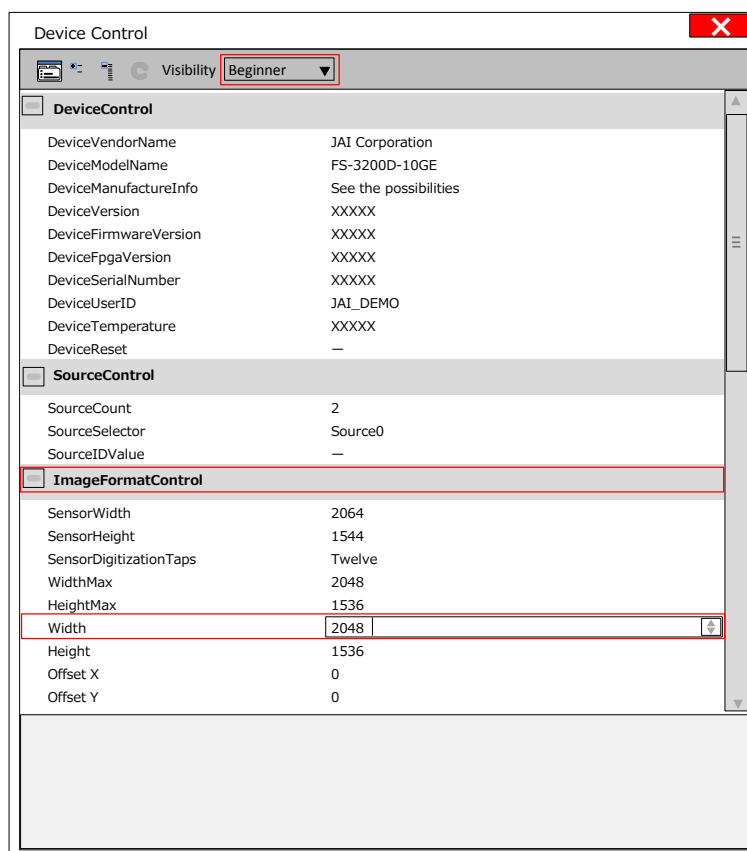 Device Control
Visibility Beginner
DeviceControl
DeviceVendorName JAI Corporation
DeviceModelName FS-3200D-10GE
DeviceManufactureInfo See the possibilities
DeviceVersion XXXXX
DeviceFirmwareVersion XXXXX
DeviceFpgaVersion XXXXX
DeviceSerialNumber XXXXX
DeviceUserID JAI_DEMO
DeviceTemperature XXXXX
DeviceReset —
SourceControl
SourceCount 2
SourceSelector Source0
SourceIDValue —
ImageFormatControl
SensorWidth 2064
SensorHeight 1544
SensorDigitizationTaps Twelve
WidthMax 2048
HeightMax 1536
Width 2048
Height 1536
Offset X 0
Offset Y 0